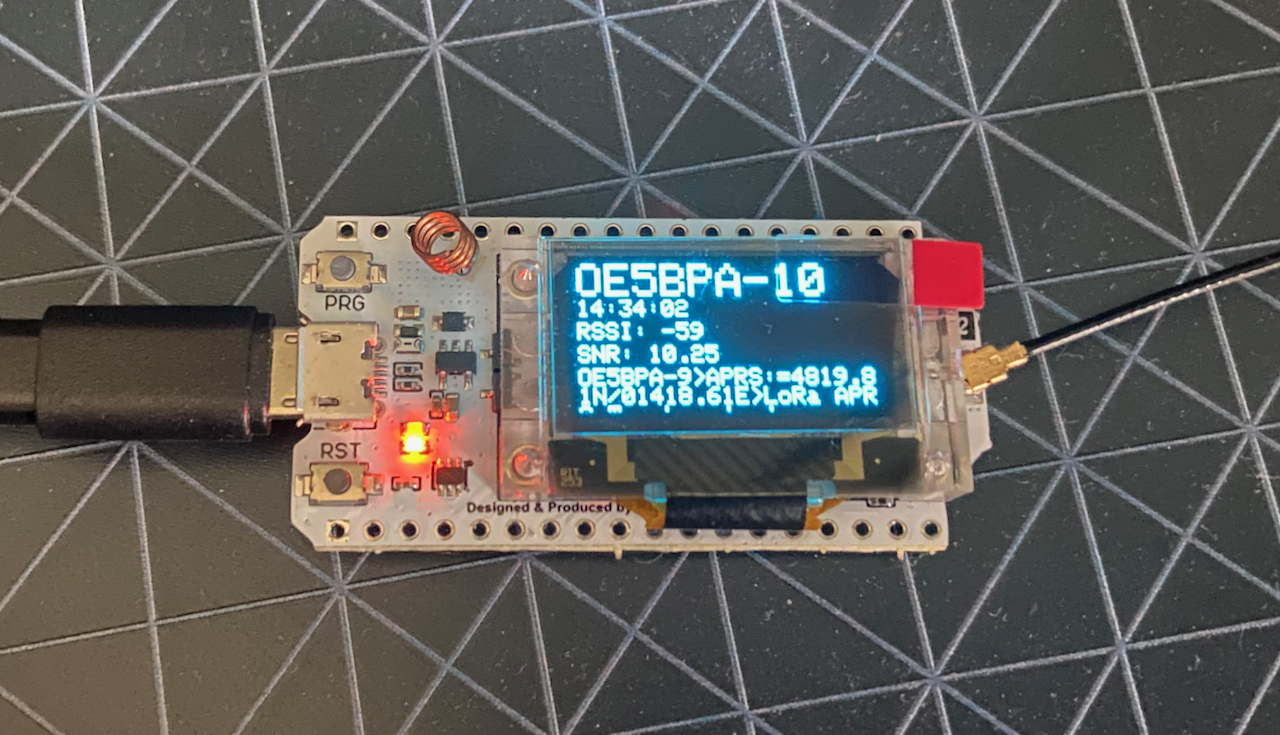 PRG
RST
OE5BPA-10
14:34:02
RSSI: -59
SNR: 10.25
OE5BPA-9>APRS:=4819.8
1N/01418.61E>LoRa APR
2
Designed & Produced by